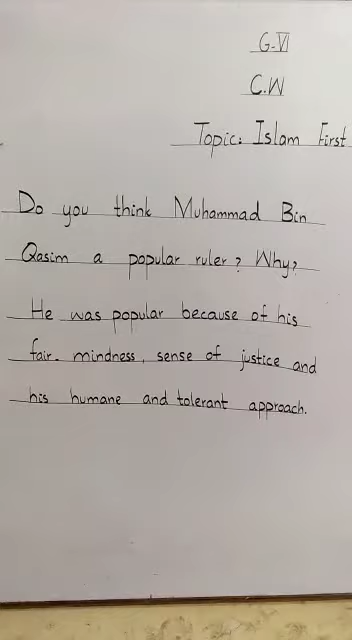 G-VI
C.W
Topic: Islam First
Do you think Muhammad Bin
Qasim a popular ruler? Why?
He was popular because of his
fair-mindness, sense of justice and
his humane and tolerant approach.